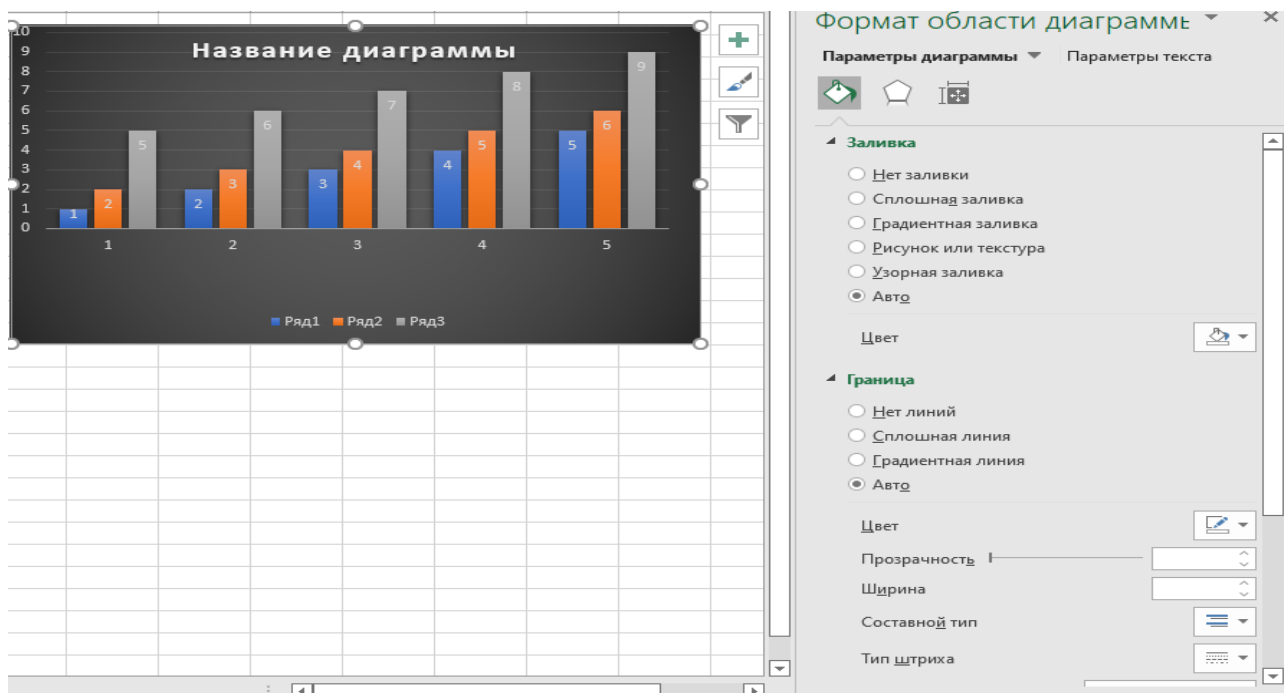 Название диаграммы
10
9
8
7
6
5
4
3
2
1
0
1 2 5
2 3 6
3 4 7
4 5 8
5 6 9
1 2 3 4 5
Ряд1 Ряд2 Ряд3
Формат области диаграммы
Параметры диаграммы Параметры текста
Заливка
Нет заливки
Сплошная заливка
Градиентная заливка
Рисунок или текстура
Узорная заливка
Авто
Цвет
Граница
Нет линий
Сплошная линия
Градиентная линия
Авто
Цвет
Прозрачность
Ширина
Составной тип
Тип штриха